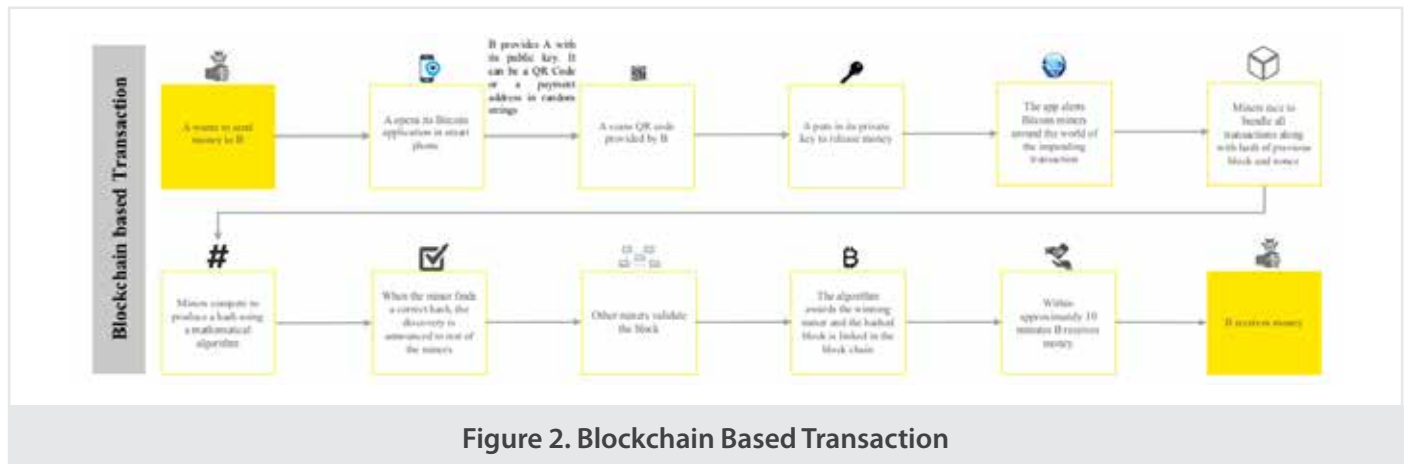 Blockchain based Transaction
B provides A with
its public key. It
can be a QR Code
or a payment
address in random
strings
A wants to send
money to B
A opens its Bitcoin
application in smart
phone
A scans QR code
provided by B
A puts in its private
key to release money
The app alerts
Bitcoin miners
around the world of
the impending
transaction
Miners race to
bundle all
transactions along
with hash of previous
block and nonce
#
Miners compete to
produce a hash using
a mathematical
algorithm
When the miner finds
a correct hash, the
discovery is
announced to rest of
the miners
Other miners validate
the block
The algorithm
awards the winning
miner and the hashed
block is linked in the
block chain
Within
approximately 10
minutes B receives
money
B receives money
Figure 2. Blockchain Based Transaction